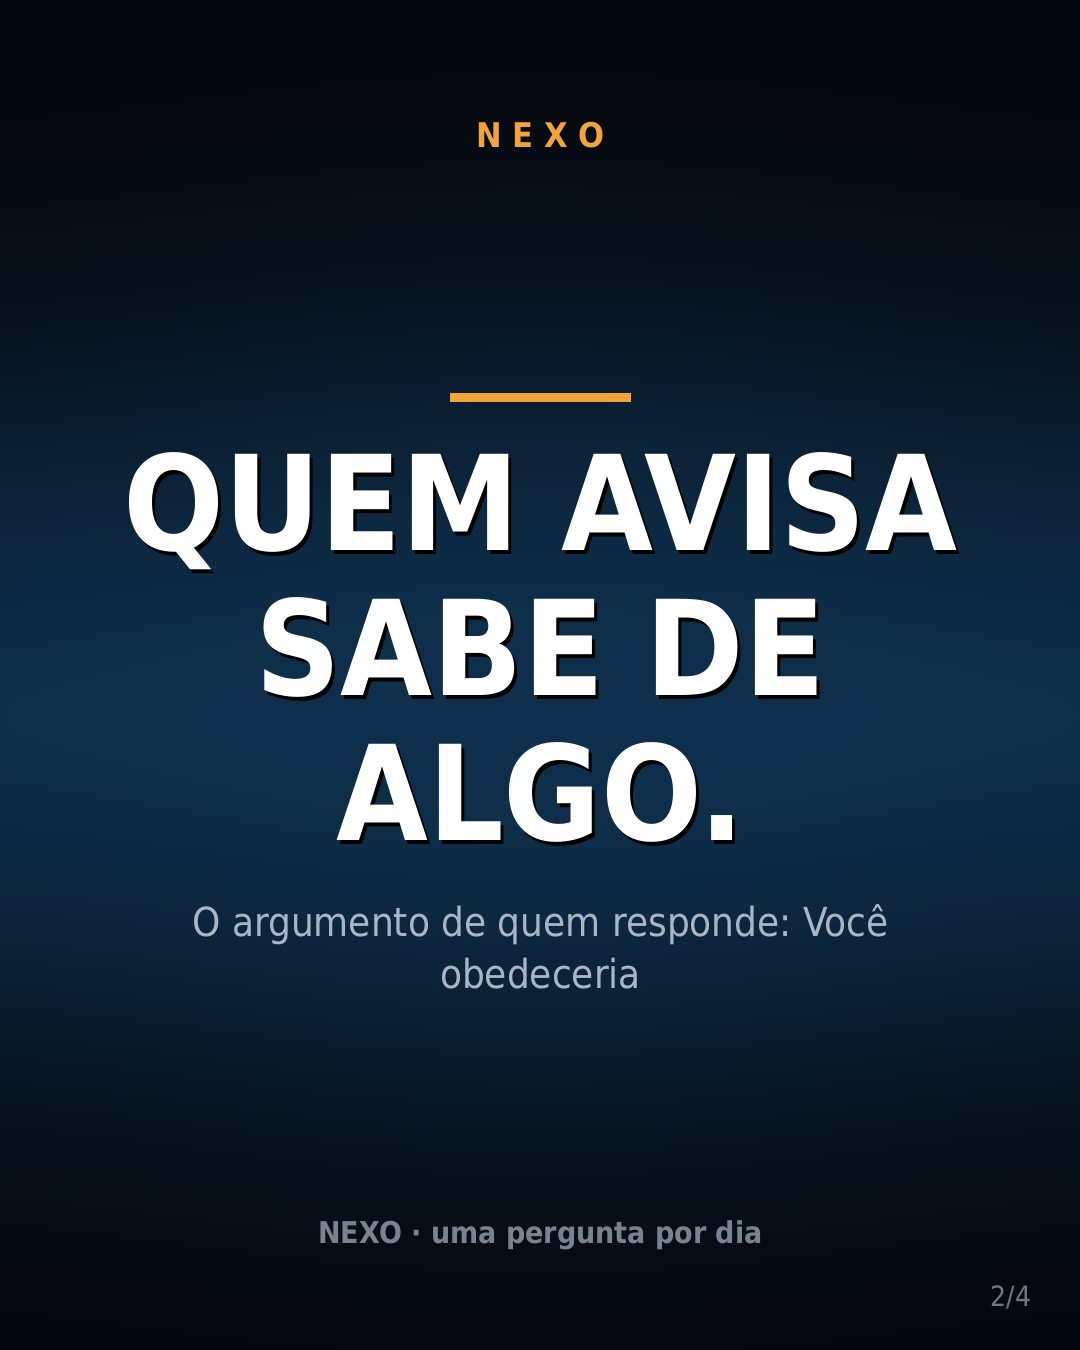 NEXO
QUEM AVISA
SABE DE
ALGO.
O argumento de quem responde: Você
obedeceria
NEXO · uma pergunta por dia
2/4